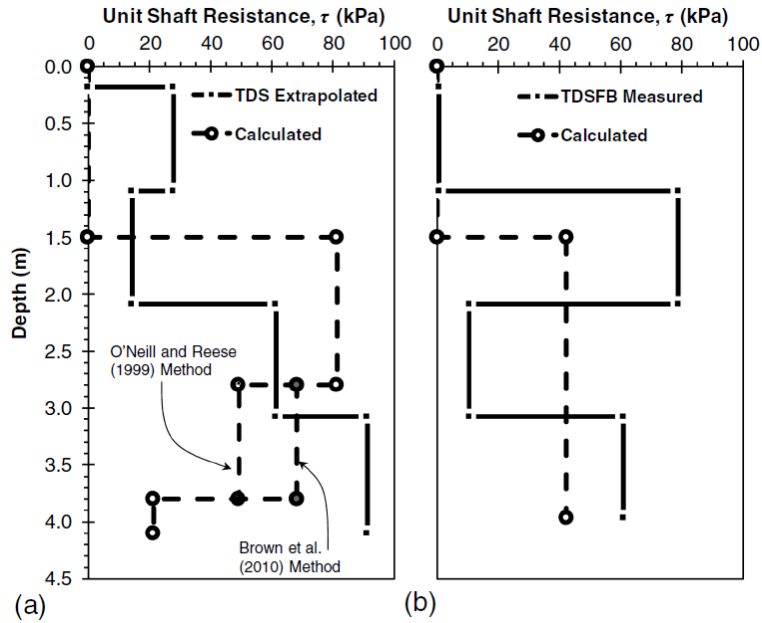 Unit Shaft Resistance, τ (kPa)
0 20 40 60 80 100
0.0
0.5
1.0
1.5
2.0
2.5
3.0
3.5
4.0
4.5
Depth (m)
TDS Extrapolated
Calculated
O'Neill and Reese
(1999) Method
Brown et al.
(2010) Method
(a)
Unit Shaft Resistance, τ (kPa)
0 20 40 60 80 100
TDSFB Measured
Calculated
(b)